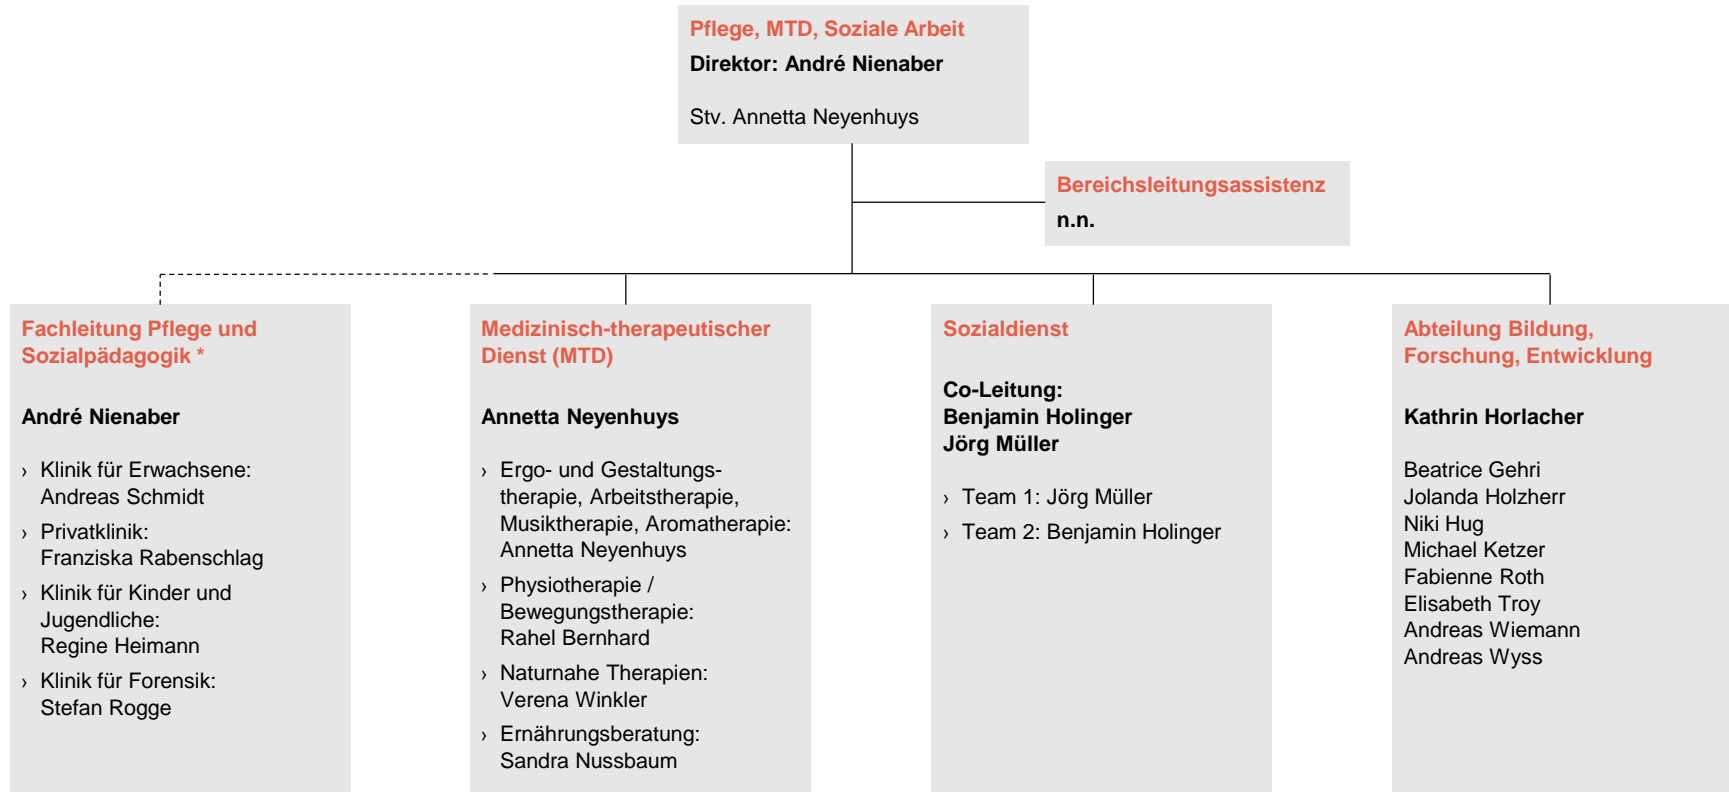 Pflege, MTD, Soziale Arbeit
Direktor: André Nienaber
Stv. Annetta Neyenhuys
Bereichsleitungsassistenz
n.n.
Fachleitung Pflege und
Sozialpädagogik *
André Nienaber
› Klinik für Erwachsene:
Andreas Schmidt
› Privatklinik:
Franziska Rabenschlag
› Klinik für Kinder und
Jugendliche:
Regine Heimann
› Klinik für Forensik:
Stefan Rogge
Medizinisch-therapeutischer
Dienst (MTD)
Annetta Neyenhuys
› Ergo- und Gestaltungs-
therapie, Arbeitstherapie,
Musiktherapie, Aromatherapie:
Annetta Neyenhuys
› Physiotherapie /
Bewegungstherapie:
Rahel Bernhard
› Naturnahe Therapien:
Verena Winkler
› Ernährungsberatung:
Sandra Nussbaum
Sozialdienst
Co-Leitung:
Benjamin Holinger
Jörg Müller
› Team 1: Jörg Müller
› Team 2: Benjamin Holinger
Abteilung Bildung,
Forschung, Entwicklung
Kathrin Horlacher
Beatrice Gehri
Jolanda Holzherr
Niki Hug
Michael Ketzer
Fabienne Roth
Elisabeth Troy
Andreas Wiemann
Andreas Wyss